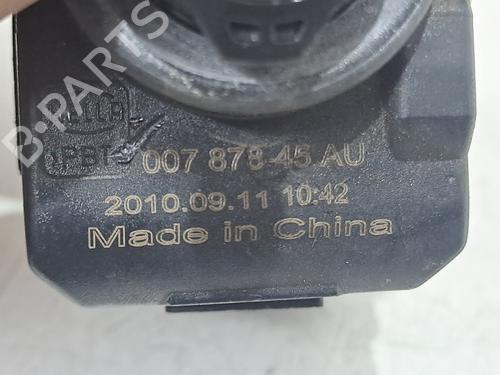 B-PARTS
HELLA
PBT
007 878-45 AU
2010.09.11 10:42
Made in China